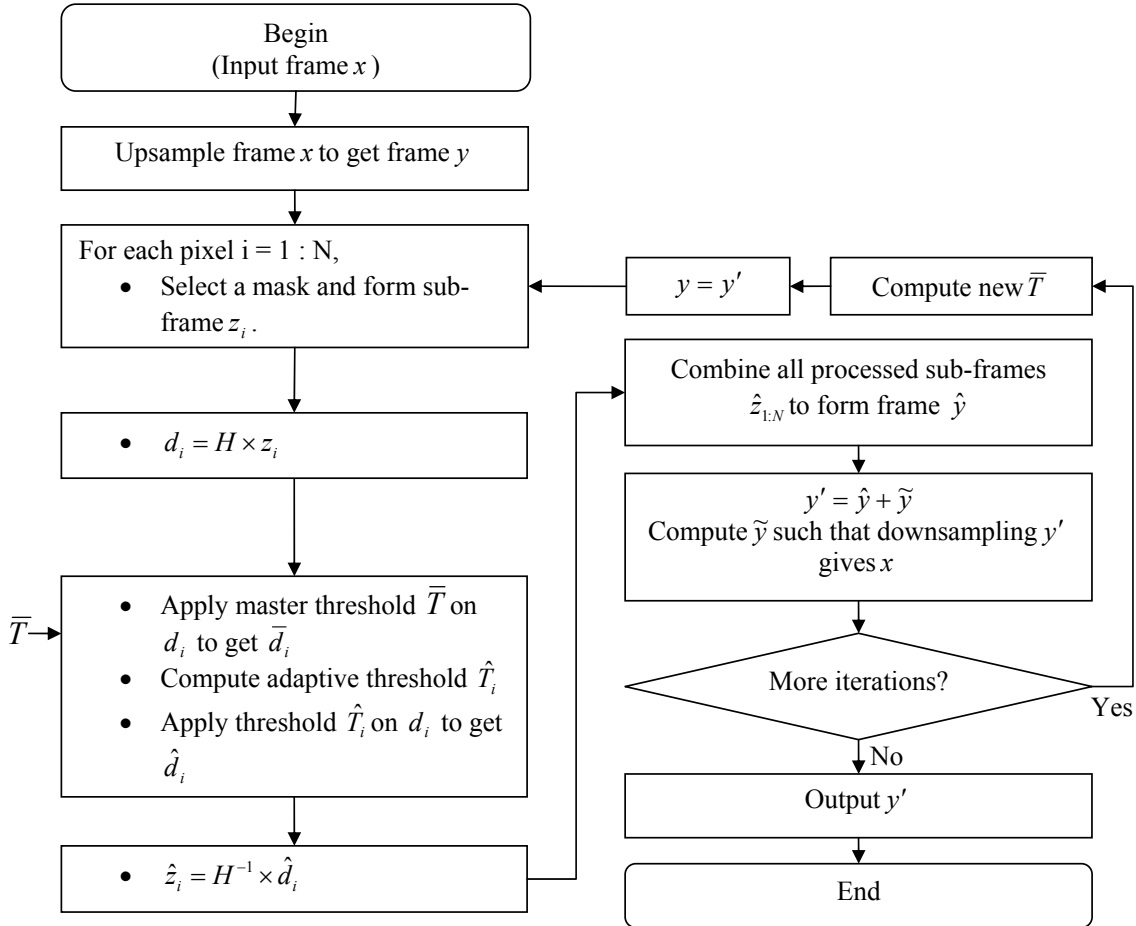 Begin
(Input frame x )
Upsample frame x to get frame y
For each pixel i = 1 : N,
• Select a mask and form sub-
frame z_i .
• d_i = H × z_i
T̅
• Apply master threshold T̅ on
d_i to get d̅_i
• Compute adaptive threshold T̂_i
• Apply threshold T̂_i on d_i to get
d̂_i
• ẑ_i = H⁻¹ × d̂_i
y = y′
Compute new T̅
Combine all processed sub-frames
ẑ_{1:N} to form frame ŷ
y′ = ŷ + ỹ
Compute ỹ such that downsampling y′
gives x
More iterations?
Yes
No
Output y′
End